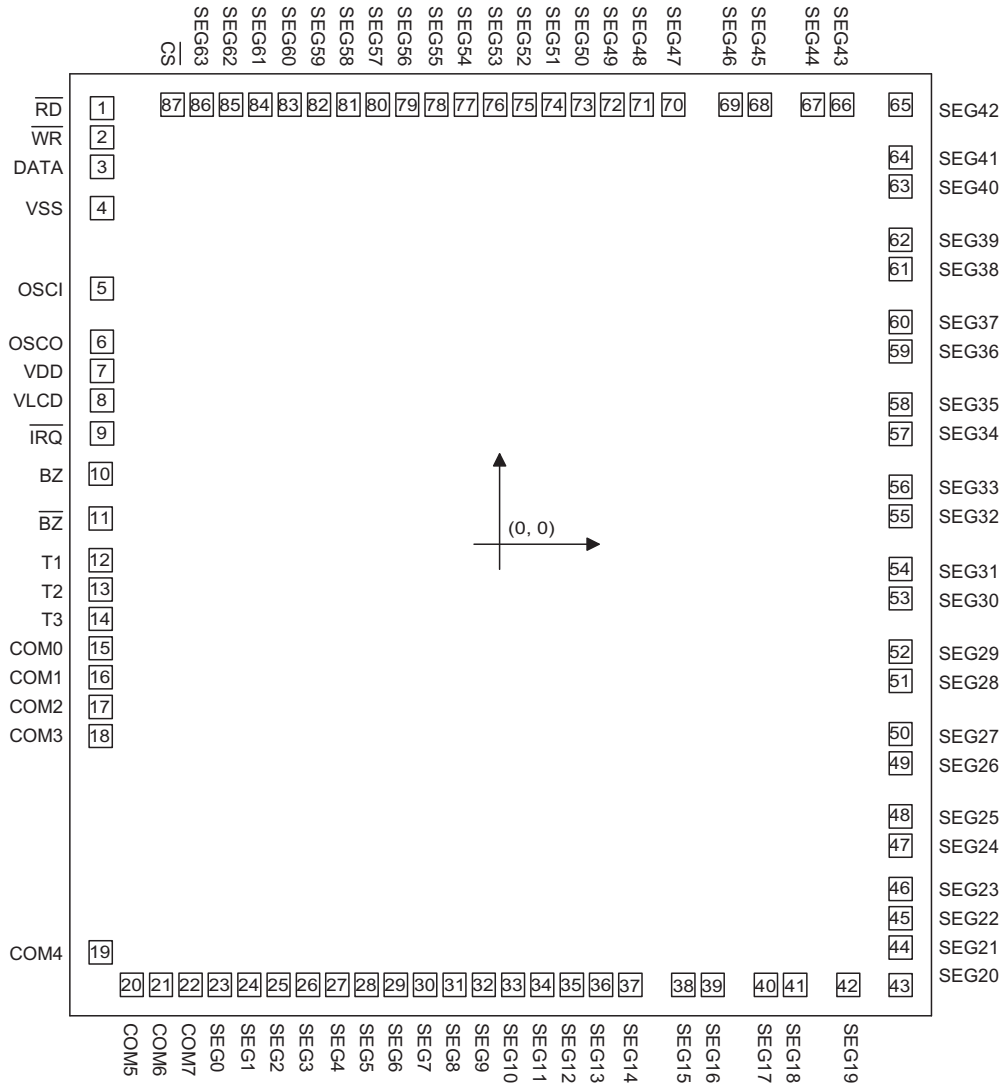 CS SEG63 SEG62 SEG61 SEG60 SEG59 SEG58 SEG57 SEG56 SEG55 SEG54 SEG53 SEG52 SEG51 SEG50 SEG49 SEG48 SEG47 SEG46 SEG45 SEG44 SEG43
87 86 85 84 83 82 81 80 79 78 77 76 75 74 73 72 71 70 69 68 67 66 65 SEG42
RD 1
WR 2
DATA 3
VSS 4
OSCI 5
OSCO 6
VDD 7
VLCD 8
IRQ 9
BZ 10
BZ 11
T1 12
T2 13
T3 14
COM0 15
COM1 16
COM2 17
COM3 18
COM4 19
(0, 0)
64 SEG41
63 SEG40
62 SEG39
61 SEG38
60 SEG37
59 SEG36
58 SEG35
57 SEG34
56 SEG33
55 SEG32
54 SEG31
53 SEG30
52 SEG29
51 SEG28
50 SEG27
49 SEG26
48 SEG25
47 SEG24
46 SEG23
45 SEG22
44 SEG21
43 SEG20
20 21 22 23 24 25 26 27 28 29 30 31 32 33 34 35 36 37 38 39 40 41 42
COM5 COM6 COM7 SEG0 SEG1 SEG2 SEG3 SEG4 SEG5 SEG6 SEG7 SEG8 SEG9 SEG10 SEG11 SEG12 SEG13 SEG14 SEG15 SEG16 SEG17 SEG18 SEG19